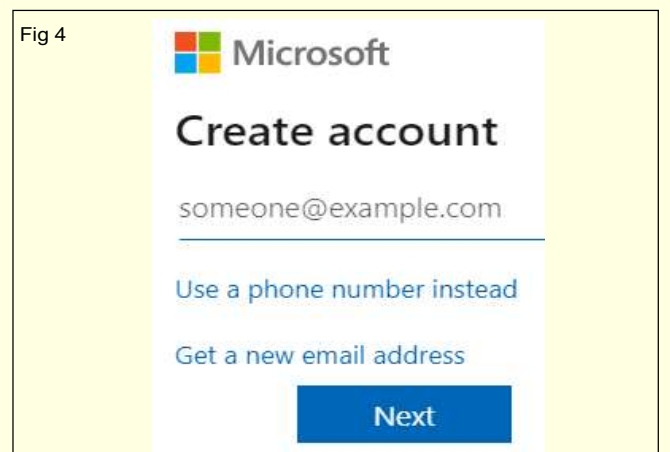 Fig 4
Microsoft
Create account
someone@example.com
Use a phone number instead
Get a new email address
Next